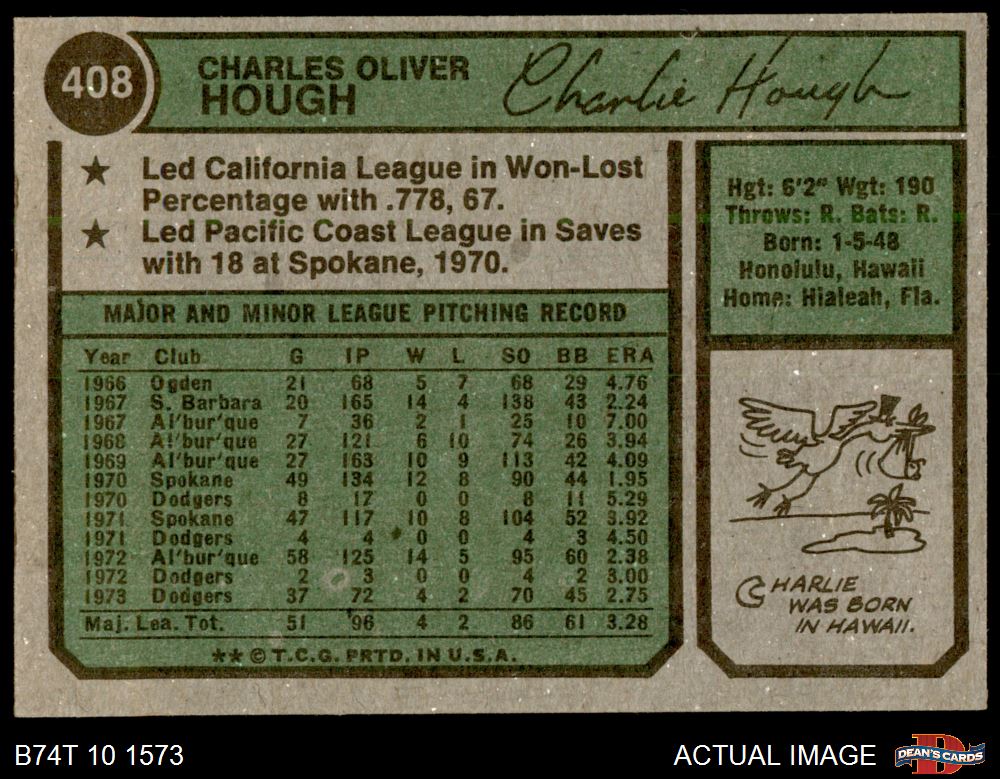 408
CHARLES OLIVER
HOUGH
Charlie Hough
★ Led California League in Won-Lost
Percentage with .778, 67.
★ Led Pacific Coast League in Saves
with 18 at Spokane, 1970.
Hgt: 6'2" Wgt: 190
Throws: R. Bats: R.
Born: 1-5-48
Honolulu, Hawaii
Home: Hialeah, Fla.
MAJOR AND MINOR LEAGUE PITCHING RECORD
Year Club G IP W L SO BB ERA
1966 Ogden 21 68 5 7 68 29 4.76
1967 S. Barbara 20 165 14 4 138 43 2.24
1967 Al'bur'que 7 36 2 1 25 10 7.00
1968 Al'bur'que 27 121 6 10 74 26 3.94
1969 Al'bur'que 27 163 10 9 113 42 4.09
1970 Spokane 49 134 12 8 90 44 1.95
1970 Dodgers 8 17 0 0 8 11 5.29
1971 Spokane 47 117 10 8 104 52 3.92
1971 Dodgers 4 4 0 0 4 3 4.50
1972 Al'bur'que 58 125 14 5 95 60 2.38
1972 Dodgers 2 3 0 0 4 2 3.00
1973 Dodgers 37 72 4 2 70 45 2.75
Maj. Lea. Tot. 51 96 4 2 86 61 3.28
★★ © T.C.G. PRTD. IN U.S.A.
CHARLIE
WAS BORN
IN HAWAII.
B74T 10 1573
ACTUAL IMAGE
DEAN'S CARDS